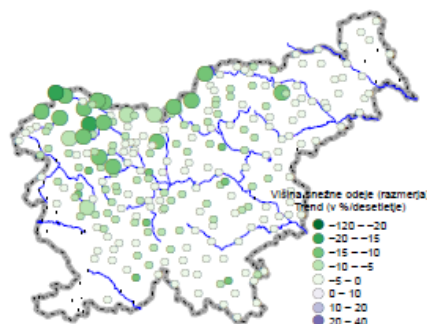 Višina snežne odeje (razmerja)
Trend (v %/desetletje)
−120 – −20
−20 – −15
−15 – −10
−10 – −5
−5 – 0
0 – 10
10 – 20
20 – 40